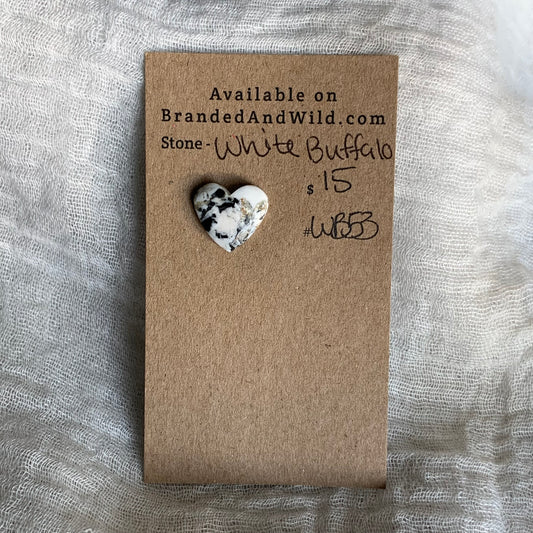 Available on
BrandedAndWild.com
Stone - White Buffalo
$ 15
#WB53